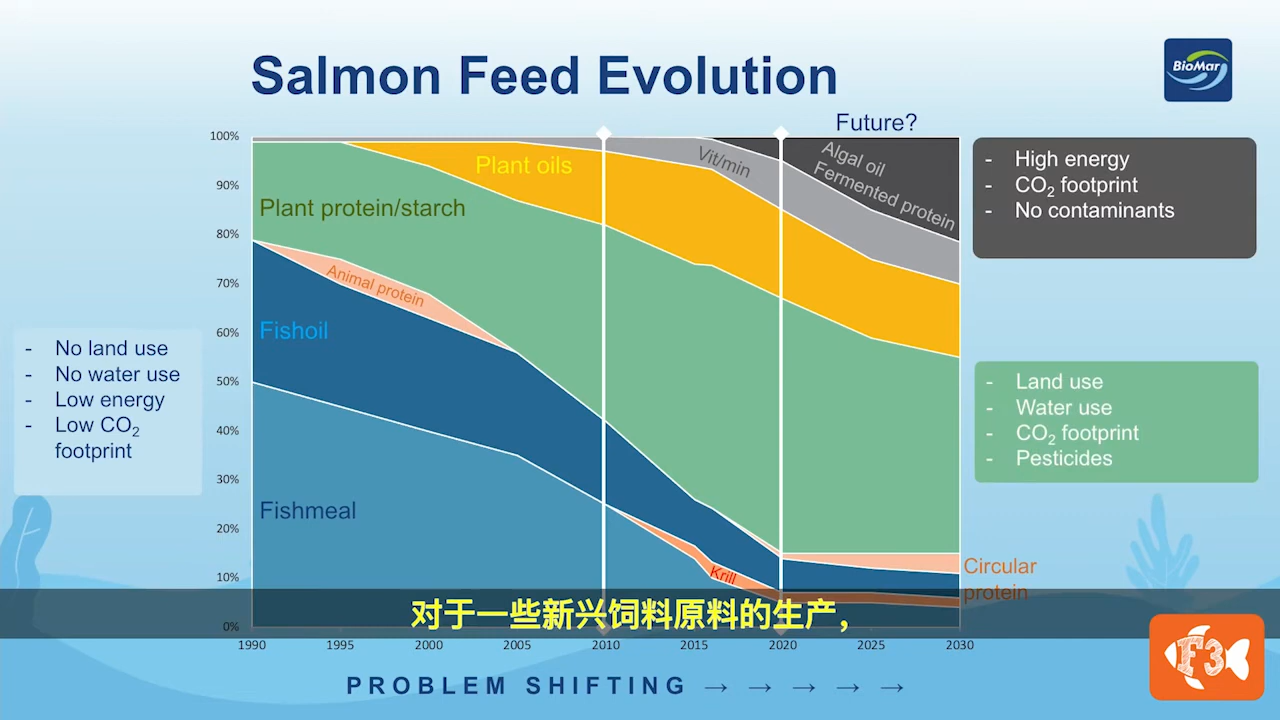 Salmon Feed Evolution
BioMar
Future?
100%
90%
80%
70%
60%
50%
40%
30%
20%
10%
0%
Plant oils
Vit/min
Algal oil
Fermented protein
Plant protein/starch
Animal protein
Fishoil
Fishmeal
Krill
Circular
protein
- No land use
- No water use
- Low energy
- Low CO2
footprint
- High energy
- CO2 footprint
- No contaminants
- Land use
- Water use
- CO2 footprint
- Pesticides
对于一些新兴饲料原料的生产,
1990 1995 2000 2005 2010 2015 2020 2025 2030
PROBLEM SHIFTING → → → → →
F3